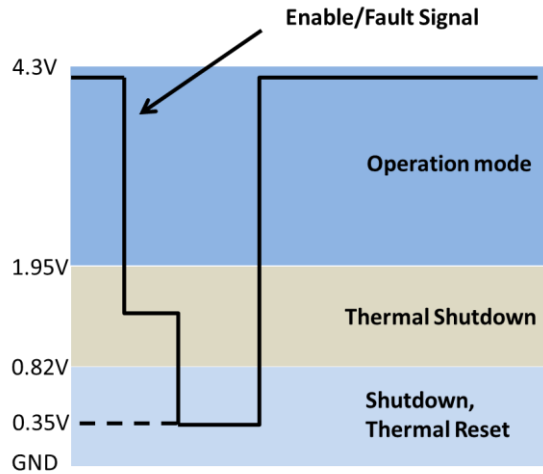 Enable/Fault Signal
4.3V
Operation mode
1.95V
Thermal Shutdown
0.82V
Shutdown,
Thermal Reset
0.35V
GND